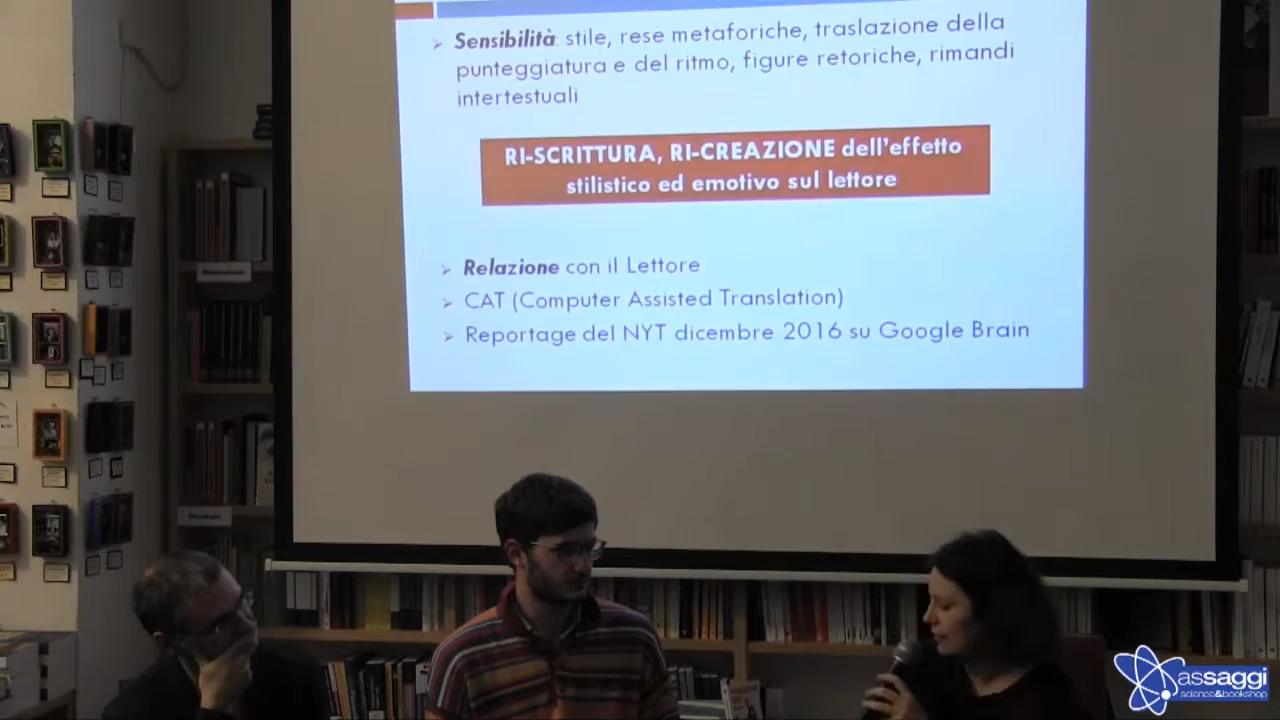 Sensibilità: stile, rese metaforiche, traslazione della
punteggiatura e del ritmo, figure retoriche, rimandi
intertestuali
RI-SCRITTURA, RI-CREAZIONE dell'effetto
stilistico ed emotivo sul lettore
Relazione con il Lettore
CAT (Computer Assisted Translation)
Reportage del NYT dicembre 2016 su Google Brain
assaggi
science&bookshop